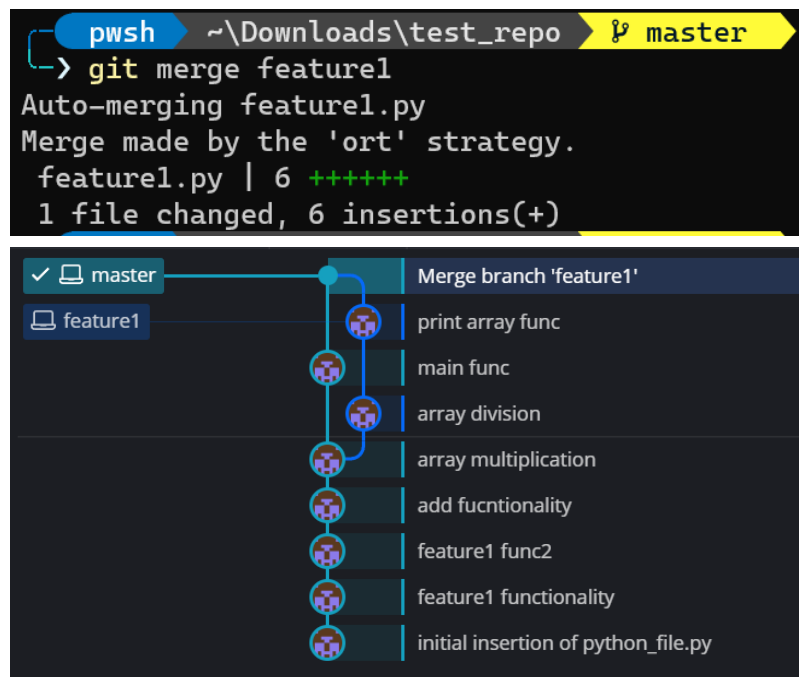 pwsh ~\Downloads\test_repo master
❯ git merge feature1
Auto-merging feature1.py
Merge made by the 'ort' strategy.
feature1.py | 6 ++++++
1 file changed, 6 insertions(+)
master Merge branch 'feature1'
feature1 print array func
main func
array division
array multiplication
add fucntionality
feature1 func2
feature1 functionality
initial insertion of python_file.py